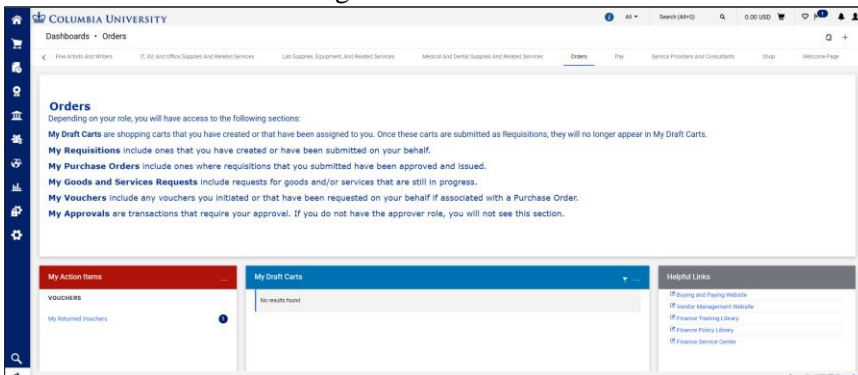 COLUMBIA UNIVERSITY
All
Search (Alt+Q)
0.00 USD
Dashboards • Orders
Fine Artists And Writers
IT, AV, And Office Supplies And Related Services
Lab Supplies, Equipment, And Related Services
Medical And Dental Supplies And Related Services
Orders
Pay
Service Providers And Consultants
Shop
Welcome Page
Orders
Depending on your role, you will have access to the following sections:
My Draft Carts are shopping carts that you have created or that have been assigned to you. Once these carts are submitted as Requisitions, they will no longer appear in My Draft Carts.
My Requisitions include ones that you have created or have been submitted on your behalf.
My Purchase Orders include ones where requisitions that you submitted have been approved and issued.
My Goods and Services Requests include requests for goods and/or services that are still in progress.
My Vouchers include any vouchers you initiated or that have been requested on your behalf if associated with a Purchase Order.
My Approvals are transactions that require your approval. If you do not have the approver role, you will not see this section.
My Action Items
VOUCHERS
My Returned Vouchers
1
My Draft Carts
No results found
Helpful Links
Buying and Paying Website
Vendor Management Website
Finance Training Library
Finance Policy Library
Finance Service Center